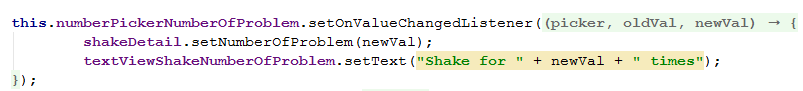 this.numberPickerNumberOfProblem.setOnValueChangedListener((picker, oldVal, newVal) → {
shakeDetail.setNumberOfProblem(newVal);
textViewShakeNumberOfProblem.setText("Shake for " + newVal + " times");
});